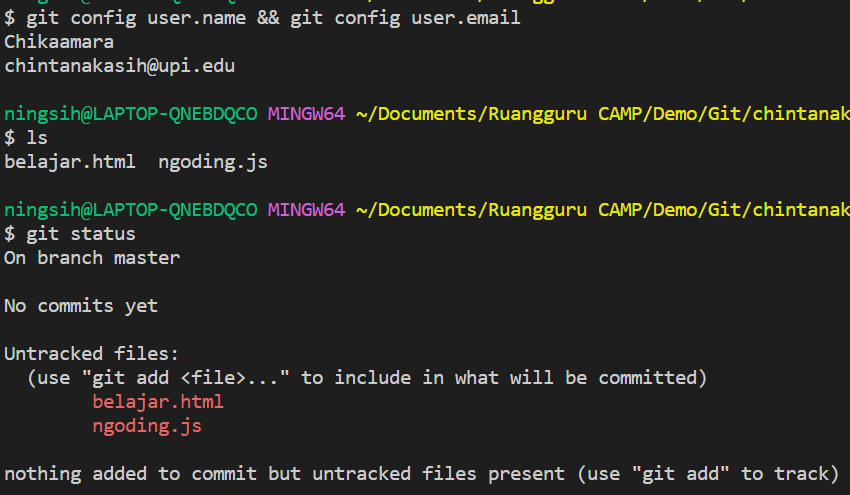 $ git config user.name && git config user.email
Chikaamara
chintanakasih@upi.edu
ningsih@LAPTOP-QNEBDQCO MINGW64 ~/Documents/Ruangguru CAMP/Demo/Git/chintanak
$ ls
belajar.html  ngoding.js
ningsih@LAPTOP-QNEBDQCO MINGW64 ~/Documents/Ruangguru CAMP/Demo/Git/chintanak
$ git status
On branch master
No commits yet
Untracked files:
  (use "git add <file>..." to include in what will be committed)
        belajar.html
        ngoding.js
nothing added to commit but untracked files present (use "git add" to track)